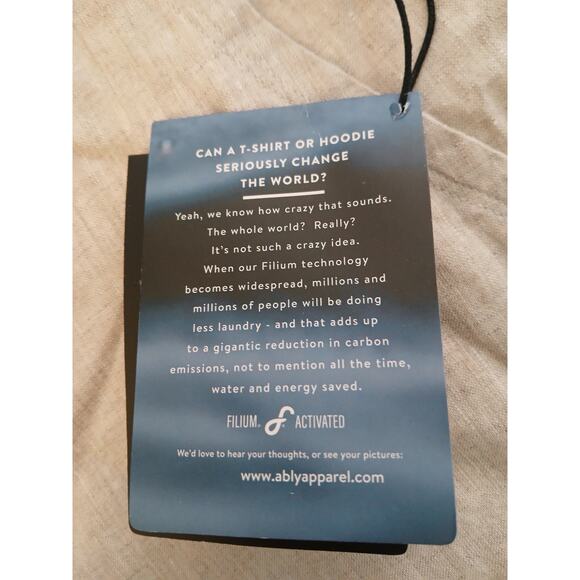 CAN A T-SHIRT OR HOODIE
SERIOUSLY CHANGE
THE WORLD?
Yeah, we know how crazy that sounds.
The whole world? Really?
It's not such a crazy idea.
When our Filium technology
becomes widespread, millions and
millions of people will be doing
less laundry - and that adds up
to a gigantic reduction in carbon
emissions, not to mention all the time,
water and energy saved.
FILIUM® ACTIVATED
We'd love to hear your thoughts, or see your pictures:
www.ablyapparel.com